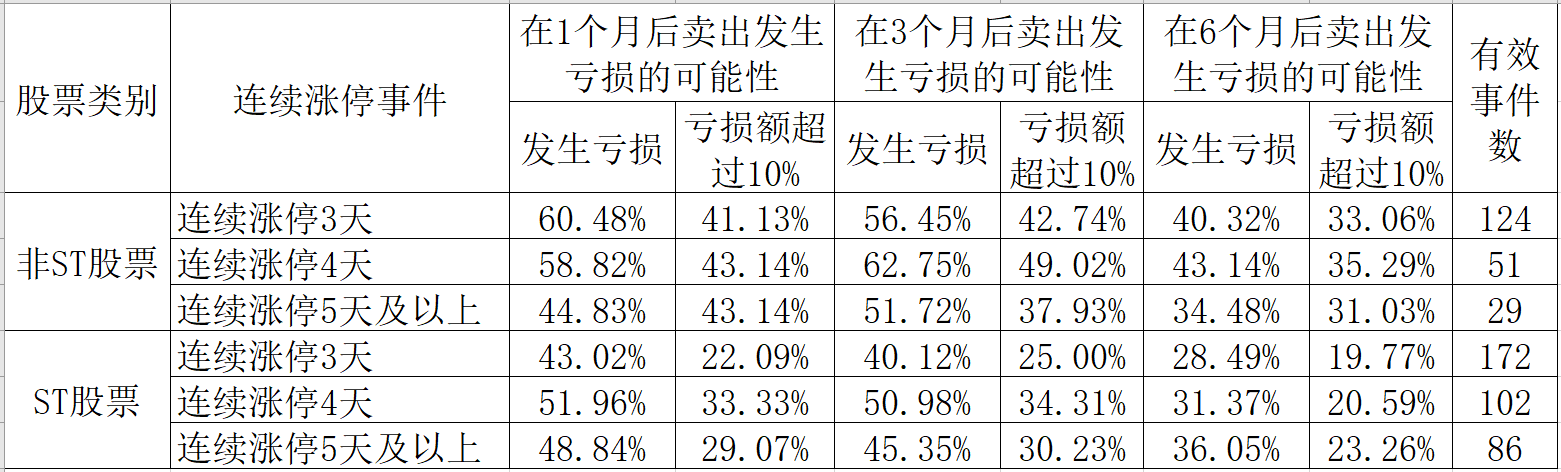 股票类别
连续涨停事件
在1个月后卖出发生
亏损的可能性
在3个月后卖出发
生亏损的可能性
在6个月后卖出发
生亏损的可能性
有效
事件
数
发生亏损
亏损额超
过10%
发生亏损
亏损额
超过10%
发生亏损
亏损额
超过10%
非ST股票
连续涨停3天 60.48% 41.13% 56.45% 42.74% 40.32% 33.06% 124
连续涨停4天 58.82% 43.14% 62.75% 49.02% 43.14% 35.29% 51
连续涨停5天及以上 44.83% 43.14% 51.72% 37.93% 34.48% 31.03% 29
ST股票
连续涨停3天 43.02% 22.09% 40.12% 25.00% 28.49% 19.77% 172
连续涨停4天 51.96% 33.33% 50.98% 34.31% 31.37% 20.59% 102
连续涨停5天及以上 48.84% 29.07% 45.35% 30.23% 36.05% 23.26% 86